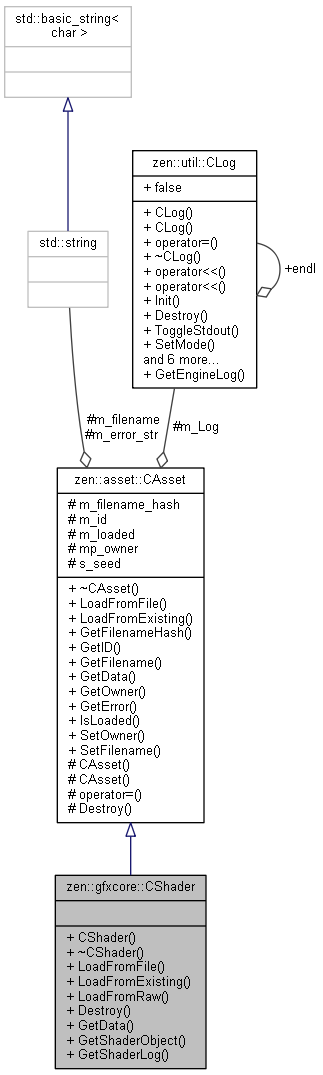 std::basic_string<
char >
zen::util::CLog
+ false
+ CLog()
+ CLog()
+ operator=()
+ ~CLog()
+ operator<<()
+ operator<<()
+ Init()
+ Destroy()
+ ToggleStdout()
+ SetMode()
and 6 more...
+ GetEngineLog()
+endl
std::string
#m_filename
#m_error_str
#m_Log
zen::asset::CAsset
# m_filename_hash
# m_id
# m_loaded
# mp_owner
# s_seed
+ ~CAsset()
+ LoadFromFile()
+ LoadFromExisting()
+ GetFilenameHash()
+ GetID()
+ GetFilename()
+ GetData()
+ GetOwner()
+ GetError()
+ IsLoaded()
+ SetOwner()
+ SetFilename()
# CAsset()
# CAsset()
# operator=()
# Destroy()
zen::gfxcore::CShader
+ CShader()
+ ~CShader()
+ LoadFromFile()
+ LoadFromExisting()
+ LoadFromRaw()
+ Destroy()
+ GetData()
+ GetShaderObject()
+ GetShaderLog()